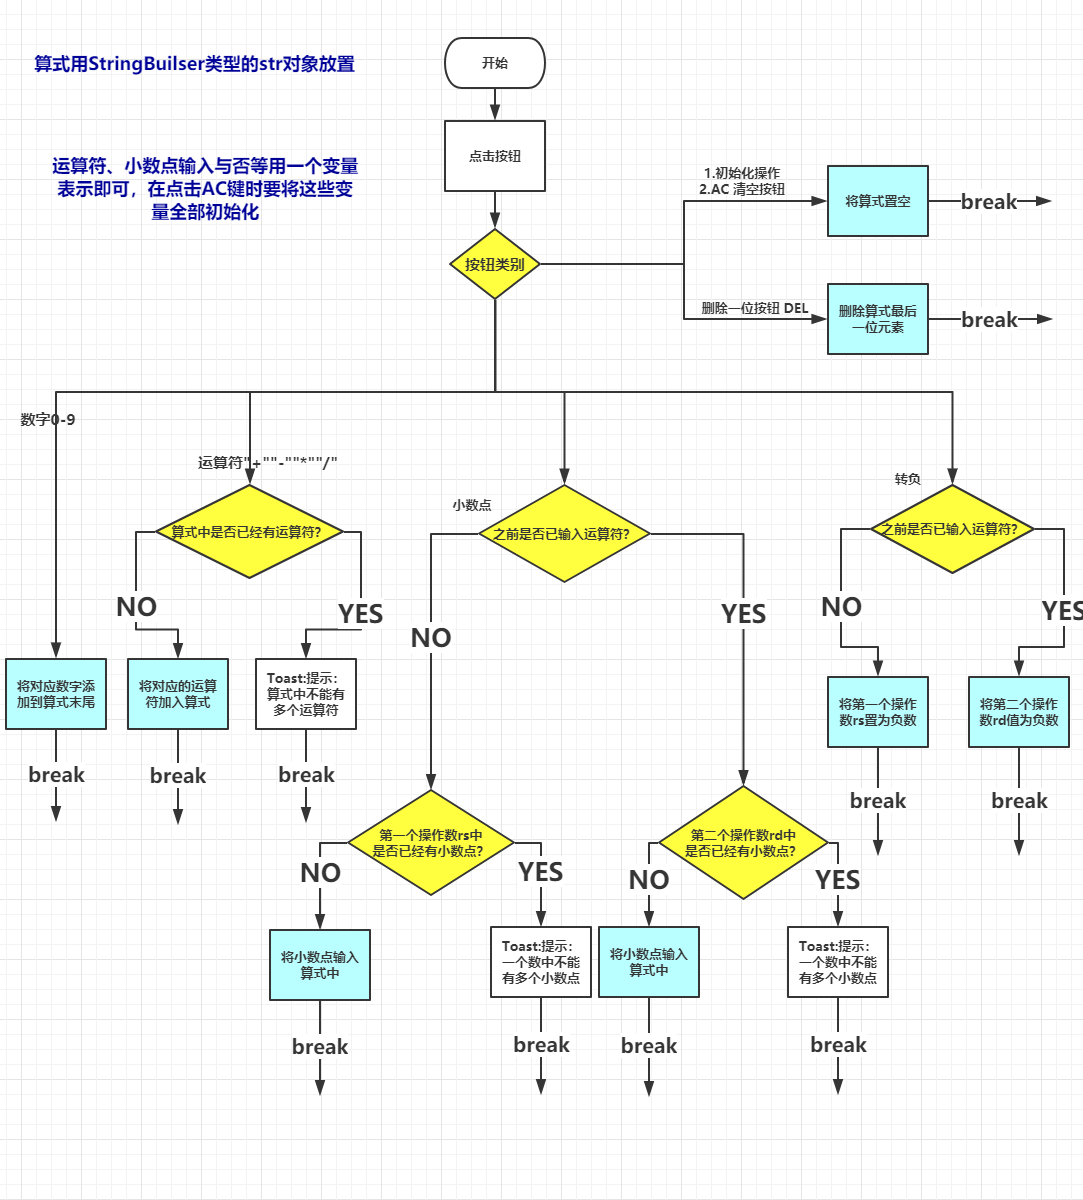 算式用StringBuilser类型的str对象放置
开始
点击按钮
运算符、小数点输入与否等用一个变量
表示即可，在点击AC键时要将这些变
量全部初始化
1.初始化操作
2.AC 清空按钮
将算式置空
break
按钮类别
删除一位按钮 DEL
删除算式最后
一位元素
break
数字0-9
运算符"+""-""*""/"
小数点
转负
算式中是否已经有运算符？
之前是否已输入运算符？
之前是否已输入运算符？
NO
YES
NO
YES
NO
YES
将对应数字添
加到算式末尾
将对应的运算
符加入算式
Toast:提示：
算式中不能有
多个运算符
将第一个操作
数rs置为负数
将第二个操作
数rd值为负数
break
break
break
break
break
第一个操作数rs中
是否已经有小数点？
第二个操作数rd中
是否已经有小数点？
NO
YES
NO
YES
将小数点输入
算式中
Toast:提示：
一个数中不能
有多个小数点
将小数点输入
算式中
Toast:提示：
一个数中不能
有多个小数点
break
break
break
break